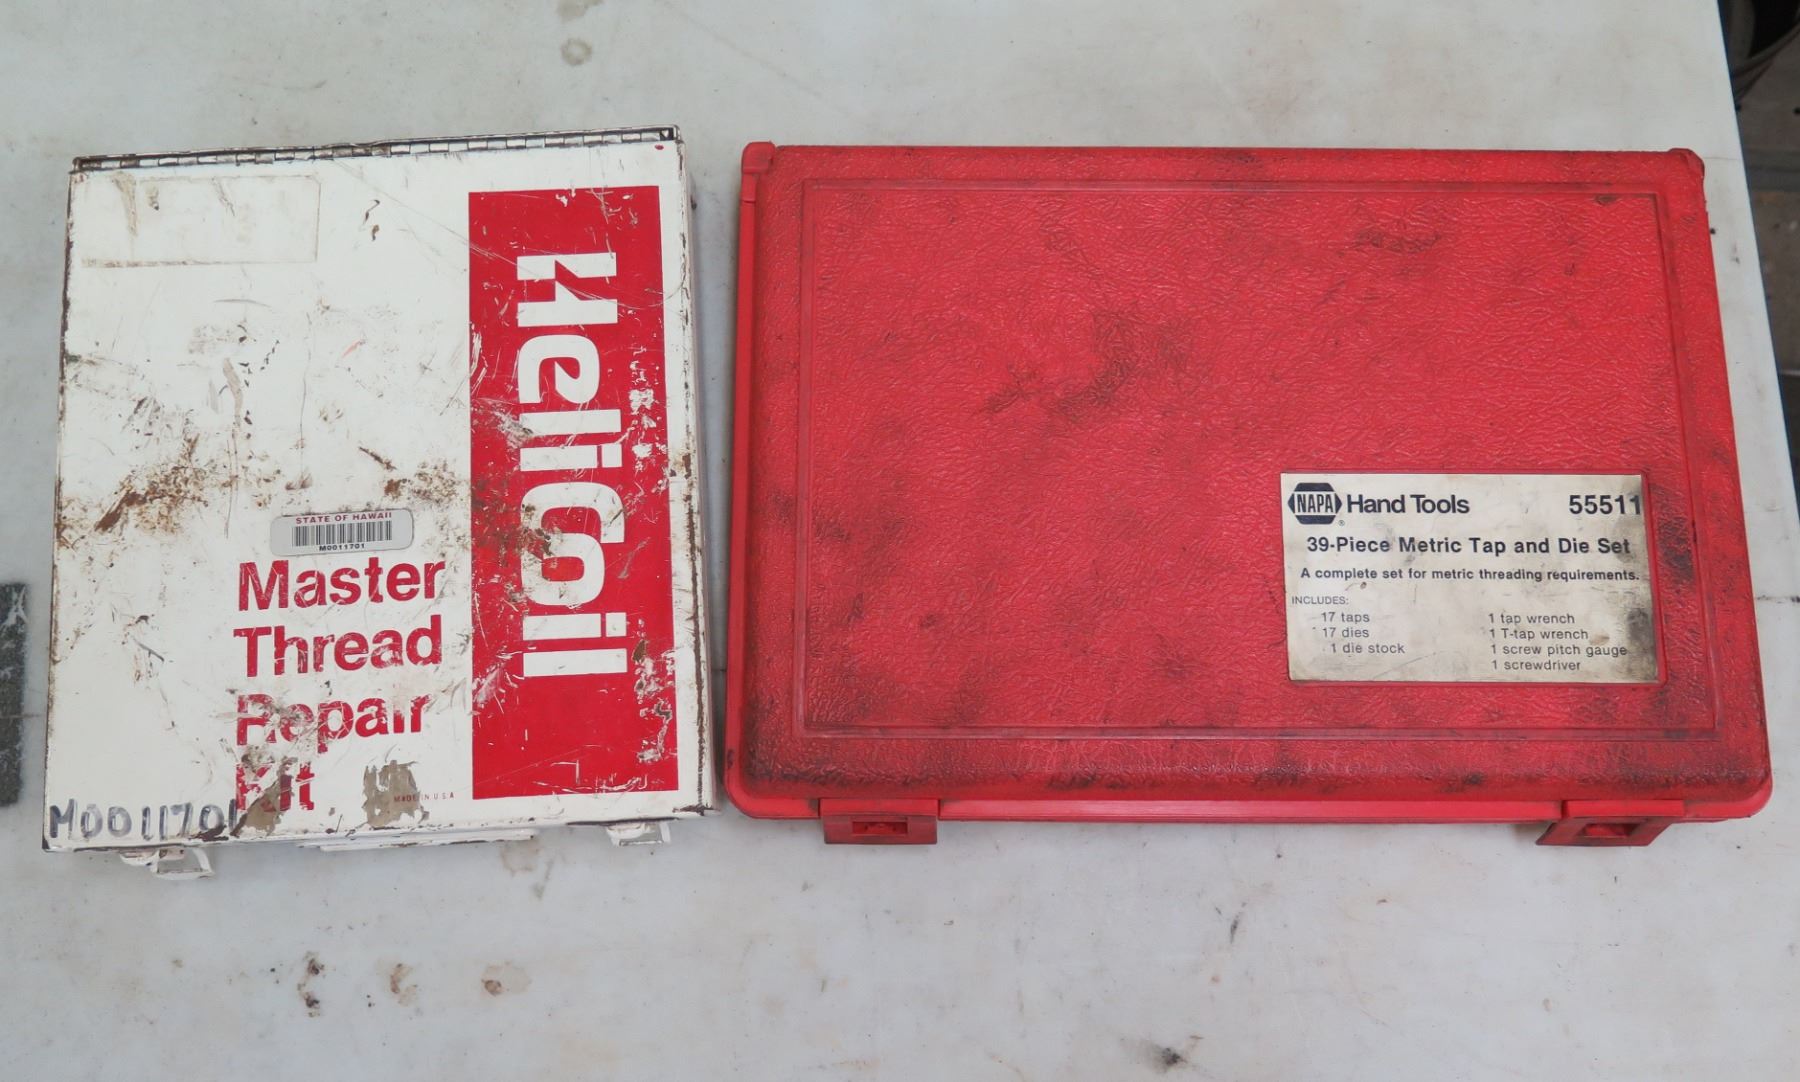 HeliCoil
STATE OF HAWAII
M0011701
Master
Thread
Repair
Kit
MADE IN U.S.A
M0011701
NAPA Hand Tools 55511
39-Piece Metric Tap and Die Set
A complete set for metric threading requirements.
INCLUDES:
17 taps
17 dies
1 die stock
1 tap wrench
1 T-tap wrench
1 screw pitch gauge
1 screwdriver